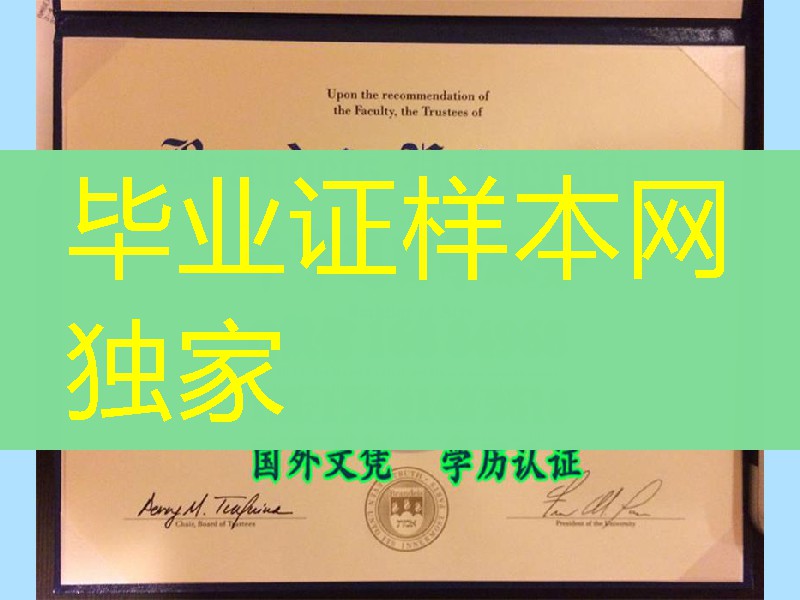 Upon the recommendation of
the Faculty, the Trustees of
毕业证样本网
独家
国外文凭 学历认证
Chair, Board of Trustees
President of the University